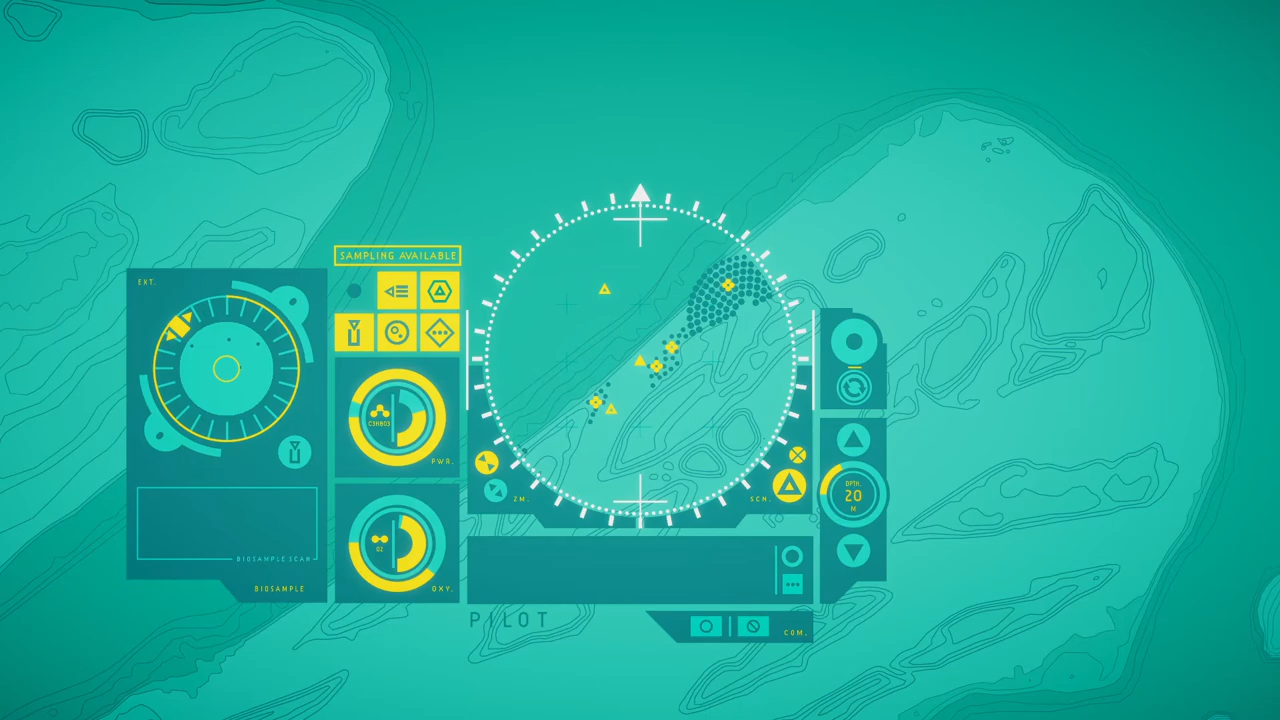 SAMPLING AVAILABLE
EXT.
C3H8O3
PWR.
ZM.
SCN.
DPTH.
20
M
O2
BIOSAMPLE SCAN
BIOSAMPLE
OXY.
PILOT
COM.